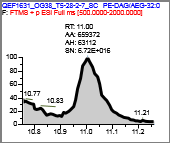 QEF1631_OG38_T5-28-2-7_SC PE-DAG/AEG-32:0
F: FTMS + p ESI Full ms [500.0000-2000.0000]
RT: 11.00
AA: 659372
AH: 63112
SN: 6.72E+016
100
80
60
40
20
0
10.77
10.83
11.21
10.8 10.9 11.0 11.1 11.2